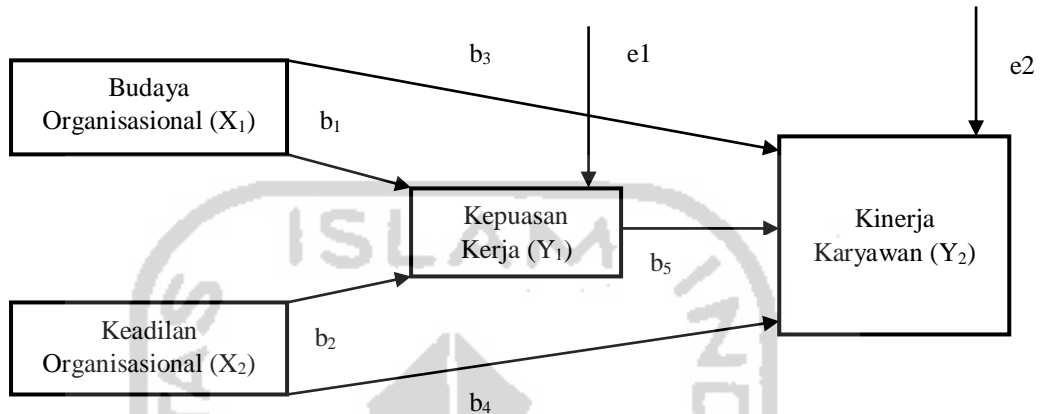 b₃
e1
e2
Budaya
Organisasional (X₁)
b₁
Kepuasan
Kerja (Y₁)
b₅
Kinerja
Karyawan (Y₂)
Keadilan
Organisasional (X₂)
b₂
b₄
ISLAM